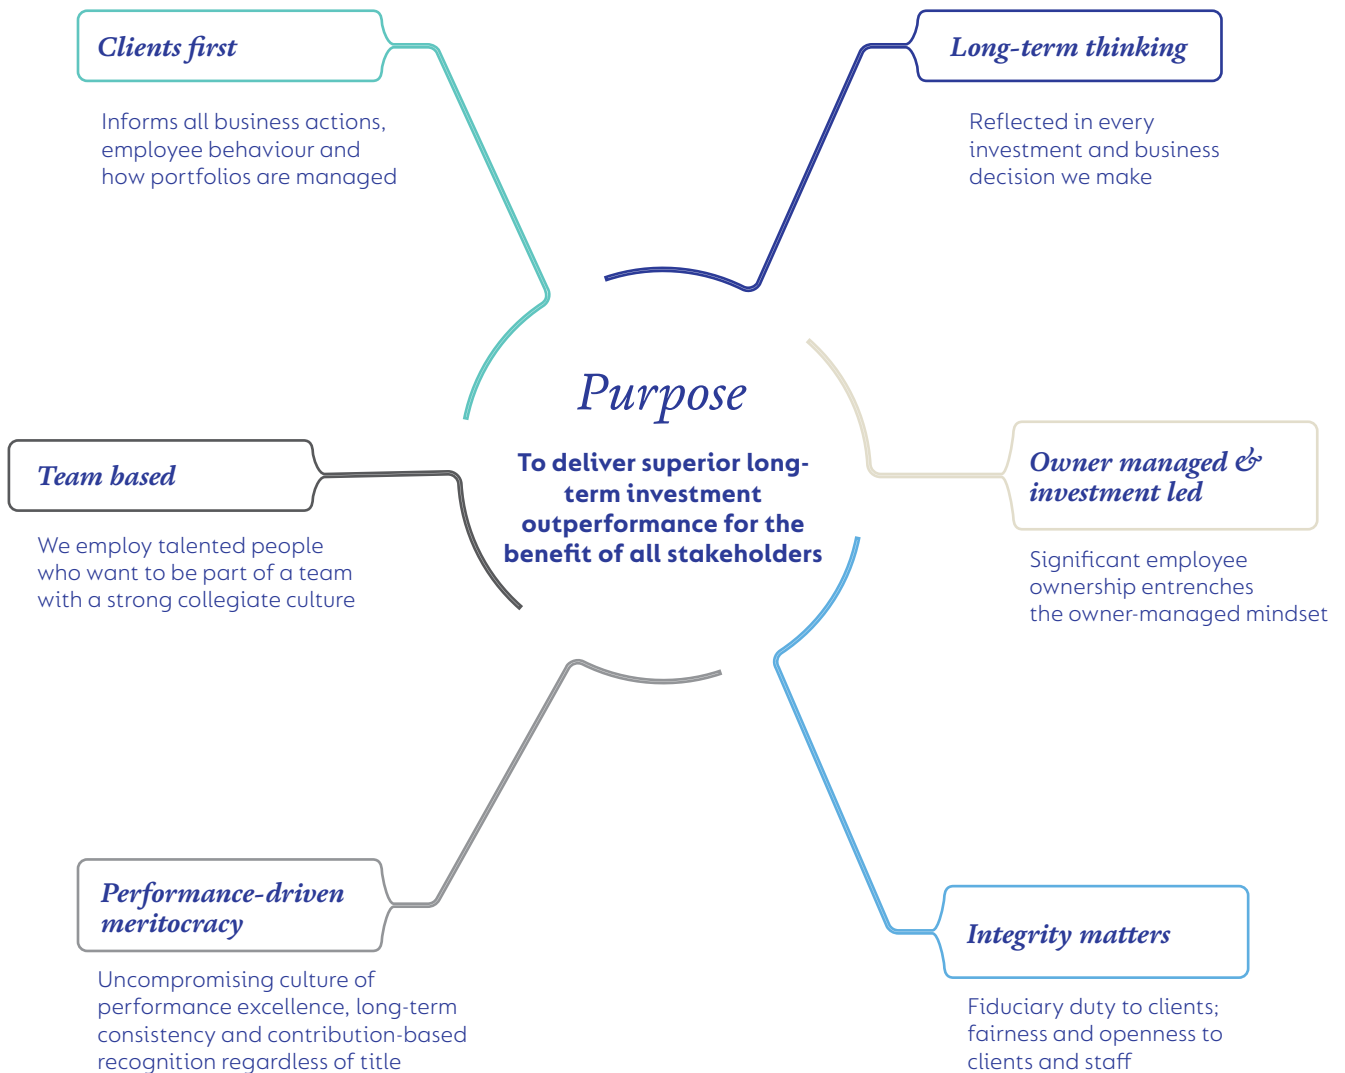 Clients first
Informs all business actions,
employee behaviour and
how portfolios are managed
Long-term thinking
Reflected in every
investment and business
decision we make
Purpose
To deliver superior long-
term investment
outperformance for the
benefit of all stakeholders
Team based
We employ talented people
who want to be part of a team
with a strong collegiate culture
Owner managed &
investment led
Significant employee
ownership entrenches
the owner-managed mindset
Performance-driven
meritocracy
Uncompromising culture of
performance excellence, long-term
consistency and contribution-based
recognition regardless of title
Integrity matters
Fiduciary duty to clients;
fairness and openness to
clients and staff